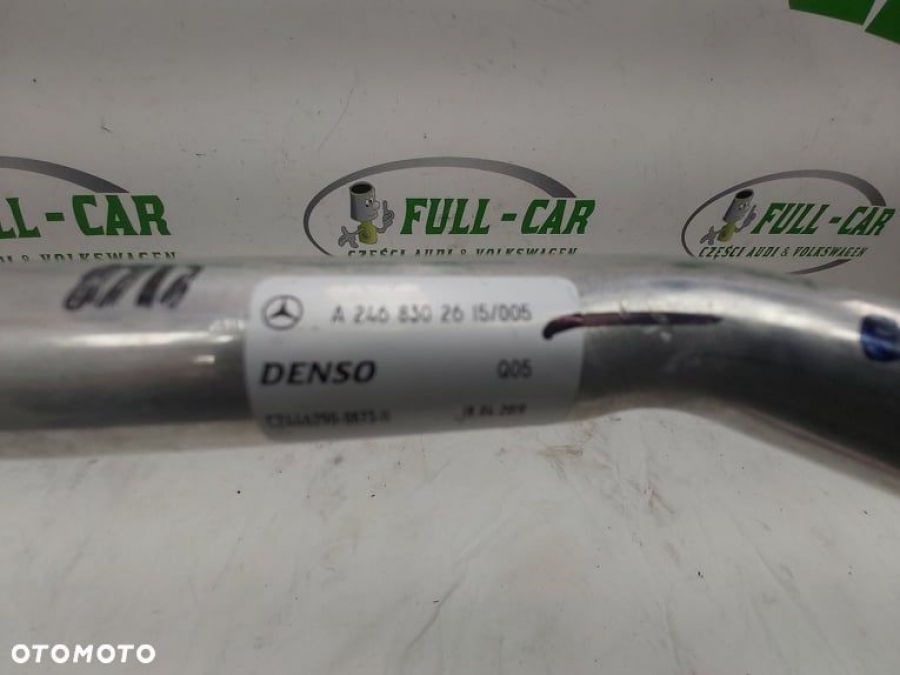 FULL-CAR
FULL-CAR
CZĘŚCI AUDI & VOLKSWAGEN
FULL-CAR
CZĘŚCI AUDI & VOLKSWAGEN
& VOLKSWAGEN
A 246 830 26 15/005
DENSO
Q05
OTOMOTO